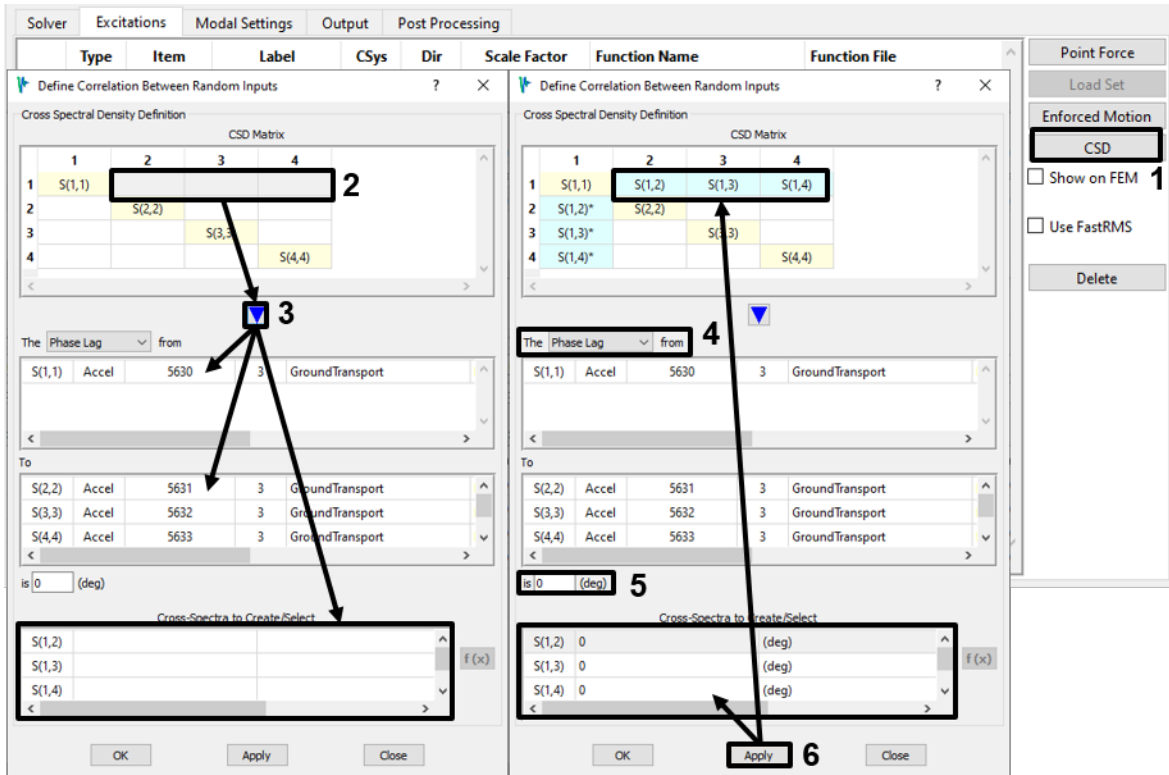 Solver Excitations Modal Settings Output Post Processing
Type Item Label CSys Dir Scale Factor Function Name Function File
Point Force
Load Set
Enforced Motion
CSD
1
Show on FEM
Use FastRMS
Delete
Define Correlation Between Random Inputs ? ×
Cross Spectral Density Definition
CSD Matrix
1 2 3 4
1 S(1,1) 2
2 S(2,2)
3 S(3,3)
4 S(4,4)
3
The Phase Lag from
S(1,1) Accel 5630 3 GroundTransport
To
S(2,2) Accel 5631 3 GroundTransport
S(3,3) Accel 5632 3 GroundTransport
S(4,4) Accel 5633 3 GroundTransport
is 0 (deg)
Cross-Spectra to Create/Select
S(1,2)
S(1,3) f(x)
S(1,4)
OK Apply Close
Define Correlation Between Random Inputs ? ×
Cross Spectral Density Definition
CSD Matrix
1 2 3 4
1 S(1,1) S(1,2) S(1,3) S(1,4)
2 S(1,2)* S(2,2)
3 S(1,3)* S(3,3)
4 S(1,4)* S(4,4)
The Phase Lag from 4
S(1,1) Accel 5630 3 GroundTransport
To
S(2,2) Accel 5631 3 GroundTransport
S(3,3) Accel 5632 3 GroundTransport
S(4,4) Accel 5633 3 GroundTransport
is 0 (deg) 5
Cross-Spectra to Create/Select
S(1,2) 0 (deg)
S(1,3) 0 (deg) f(x)
S(1,4) 0 (deg)
OK Apply 6 Close